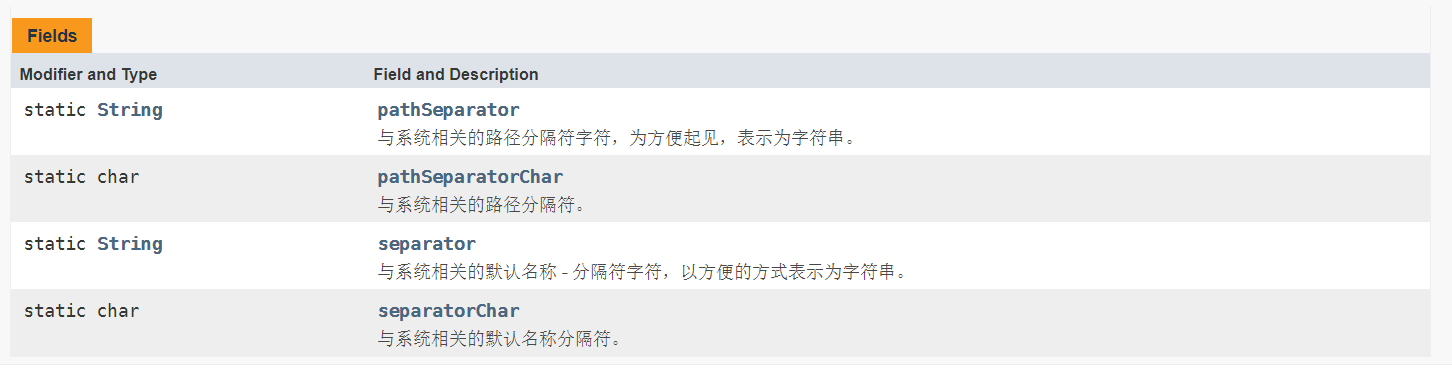 Fields
Modifier and Type Field and Description
static String pathSeparator
与系统相关的路径分隔符字符，为方便起见，表示为字符串。
static char pathSeparatorChar
与系统相关的路径分隔符。
static String separator
与系统相关的默认名称 - 分隔符字符，以方便的方式表示为字符串。
static char separatorChar
与系统相关的默认名称分隔符。